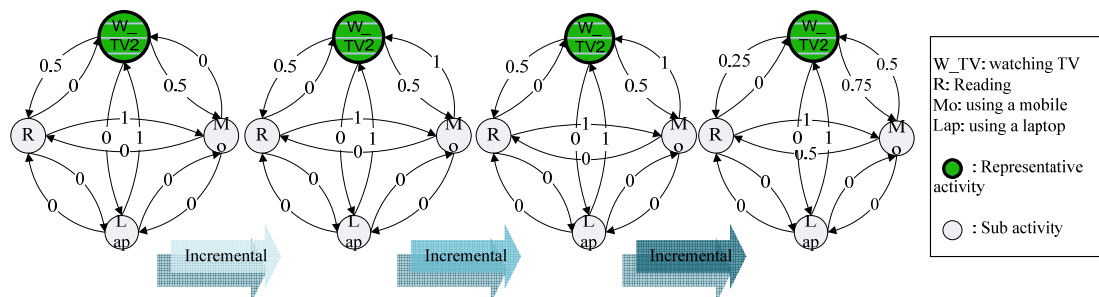 W_
TV2
0.5
0
0
0.5
R
1
0 1
0
M
o
0
0
0
0
L
ap
W_
TV2
0.5
0
1
0.5
R
1
0 1
0
M
o
0
0
0
0
L
ap
W_
TV2
0.5
0
1
0.5
R
1
0 1
0
M
o
0
0
0
0
L
ap
W_
TV2
0.25
0
0.5
0.75
R
1
0 1
0.5
M
o
0
0
0
0
L
ap
Incremental
Incremental
Incremental
W_TV: watching TV
R: Reading
Mo: using a mobile
Lap: using a laptop
: Representative
activity
: Sub activity